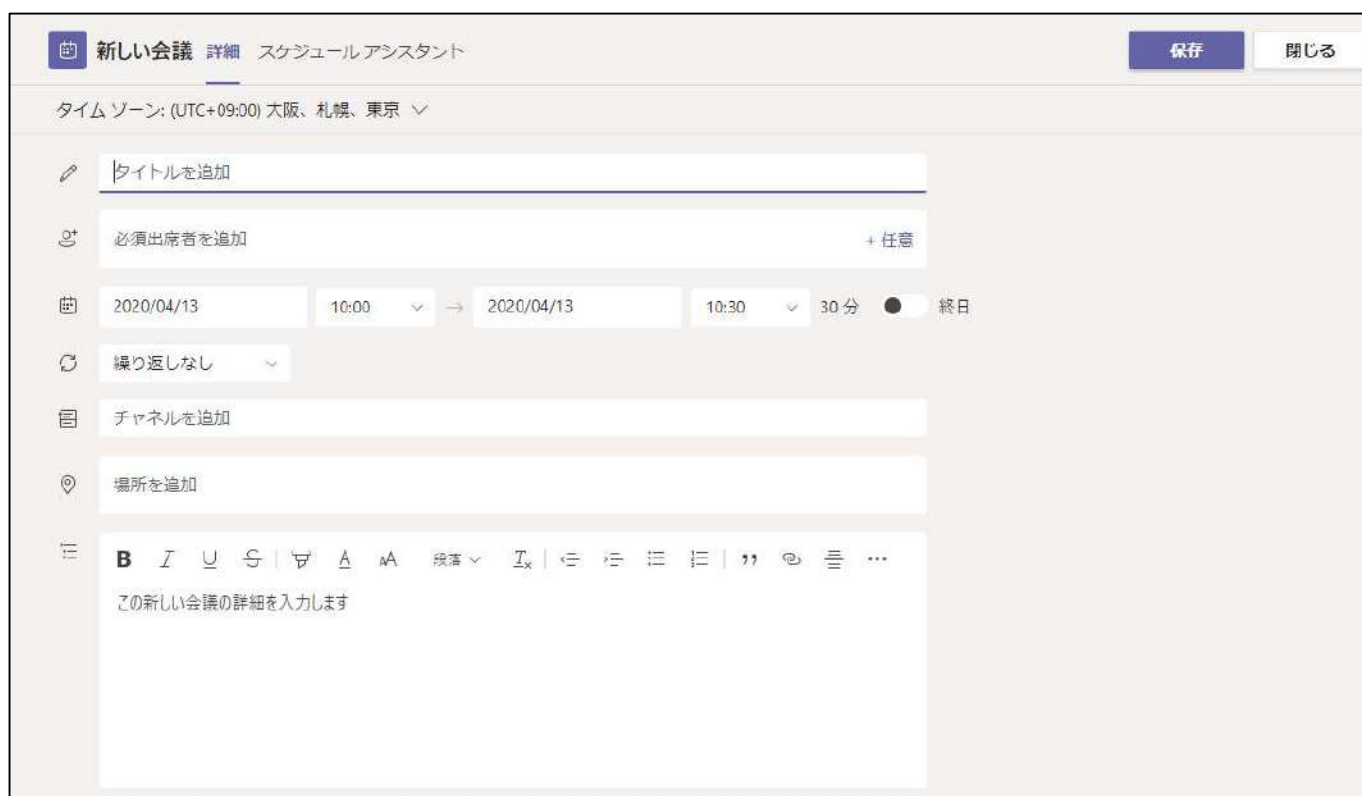 新しい会議 詳細 スケジュール アシスタント 保存 閉じる
タイム ゾーン: (UTC+09:00) 大阪、札幌、東京
タイトルを追加
必須出席者を追加 + 任意
2020/04/13 10:00 → 2020/04/13 10:30 30 分 終日
繰り返しなし
チャネルを追加
場所を追加
B I U S A AA 段落 Tx
この新しい会議の詳細を入力します